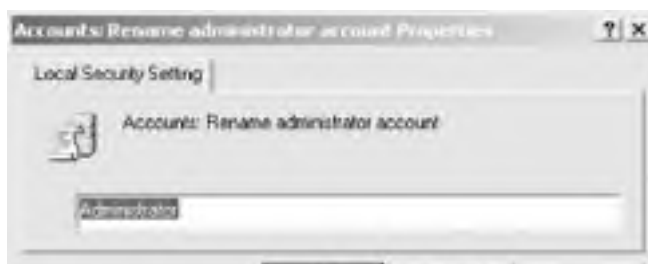 Accounts: Rename administrator account Properties
Local Security Setting
Accounts: Rename administrator account
Administrator